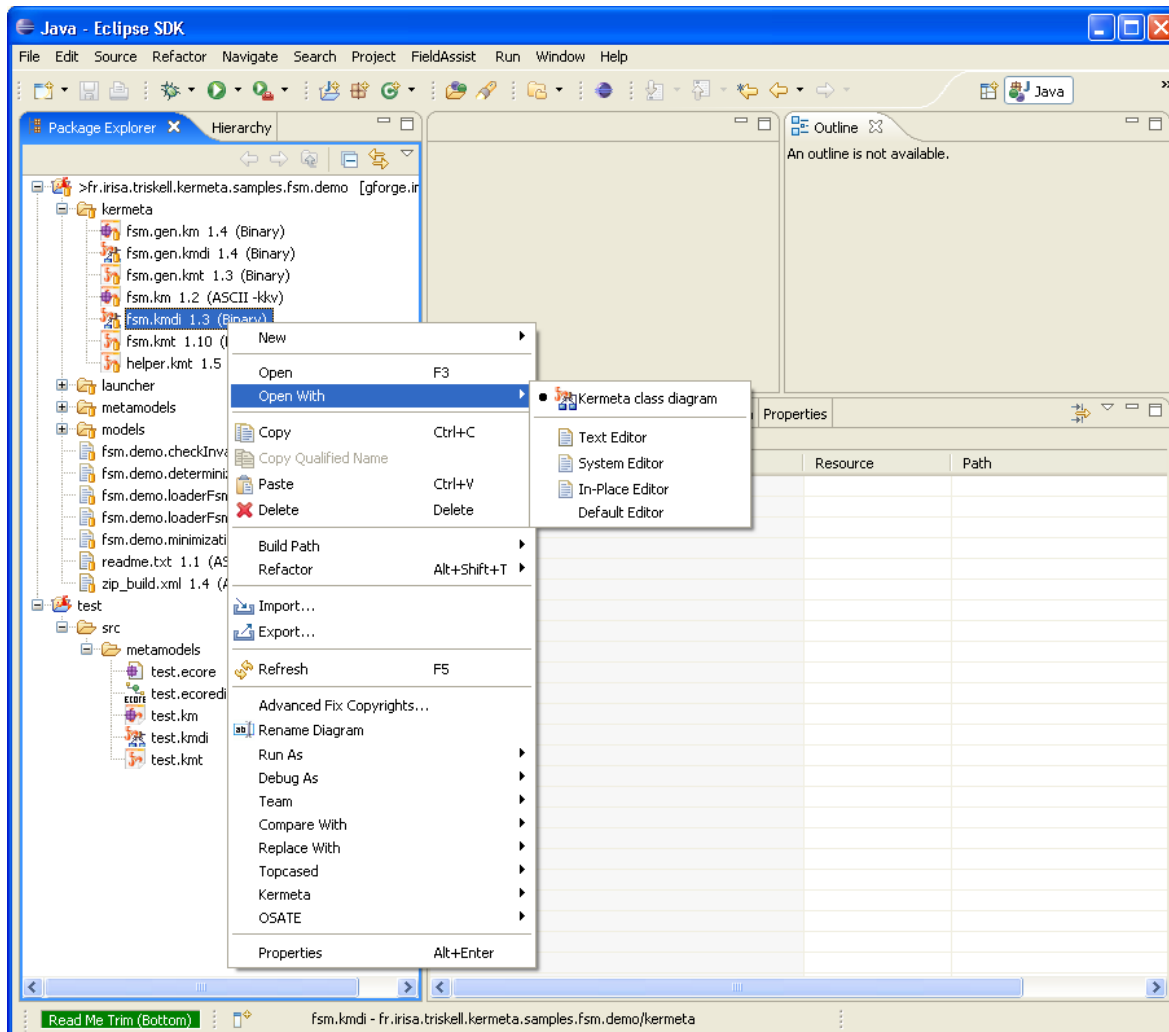 Java - Eclipse SDK
File Edit Source Refactor Navigate Search Project FieldAssist Run Window Help
Java
Package Explorer
Hierarchy
Outline
An outline is not available.
>fr.irisa.triskell.kermeta.samples.fsm.demo [gforge.ir
kermeta
fsm.gen.km 1.4 (Binary)
fsm.gen.kmdi 1.4 (Binary)
fsm.gen.kmt 1.3 (Binary)
fsm.km 1.2 (ASCII -kkv)
fsm.kmdi 1.3 (Binary)
fsm.kmt 1.10 (
helper.kmt 1.5
launcher
metamodels
models
fsm.demo.checkInva
fsm.demo.determini
fsm.demo.loaderFsm
fsm.demo.loaderFsm
fsm.demo.minimizati
readme.txt 1.1 (AS
zip_build.xml 1.4 (A
test
src
metamodels
test.ecore
test.ecoredi
test.km
test.kmdi
test.kmt
New
Open F3
Open With
Copy Ctrl+C
Copy Qualified Name
Paste Ctrl+V
Delete Delete
Build Path
Refactor Alt+Shift+T
Import...
Export...
Refresh F5
Advanced Fix Copyrights...
Rename Diagram
Run As
Debug As
Team
Compare With
Replace With
Topcased
Kermeta
OSATE
Properties Alt+Enter
Kermeta class diagram
Text Editor
System Editor
In-Place Editor
Default Editor
Properties
Resource Path
Read Me Trim (Bottom)
fsm.kmdi - fr.irisa.triskell.kermeta.samples.fsm.demo/kermeta